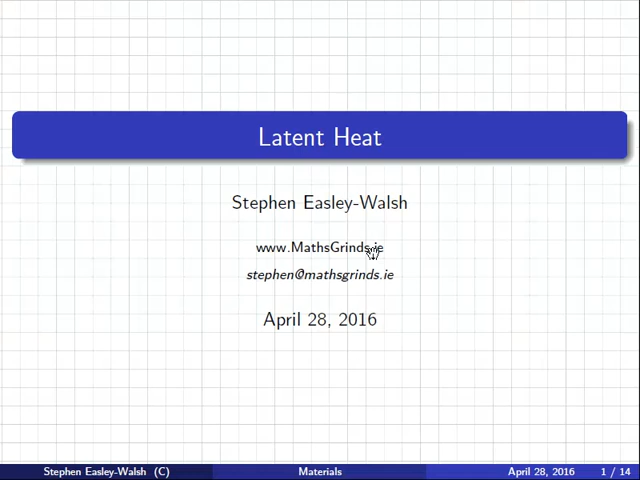 Latent Heat
Stephen Easley-Walsh
www.MathsGrinds.ie
stephen@mathsgrinds.ie
April 28, 2016
Stephen Easley-Walsh (C) Materials April 28, 2016 1 / 14